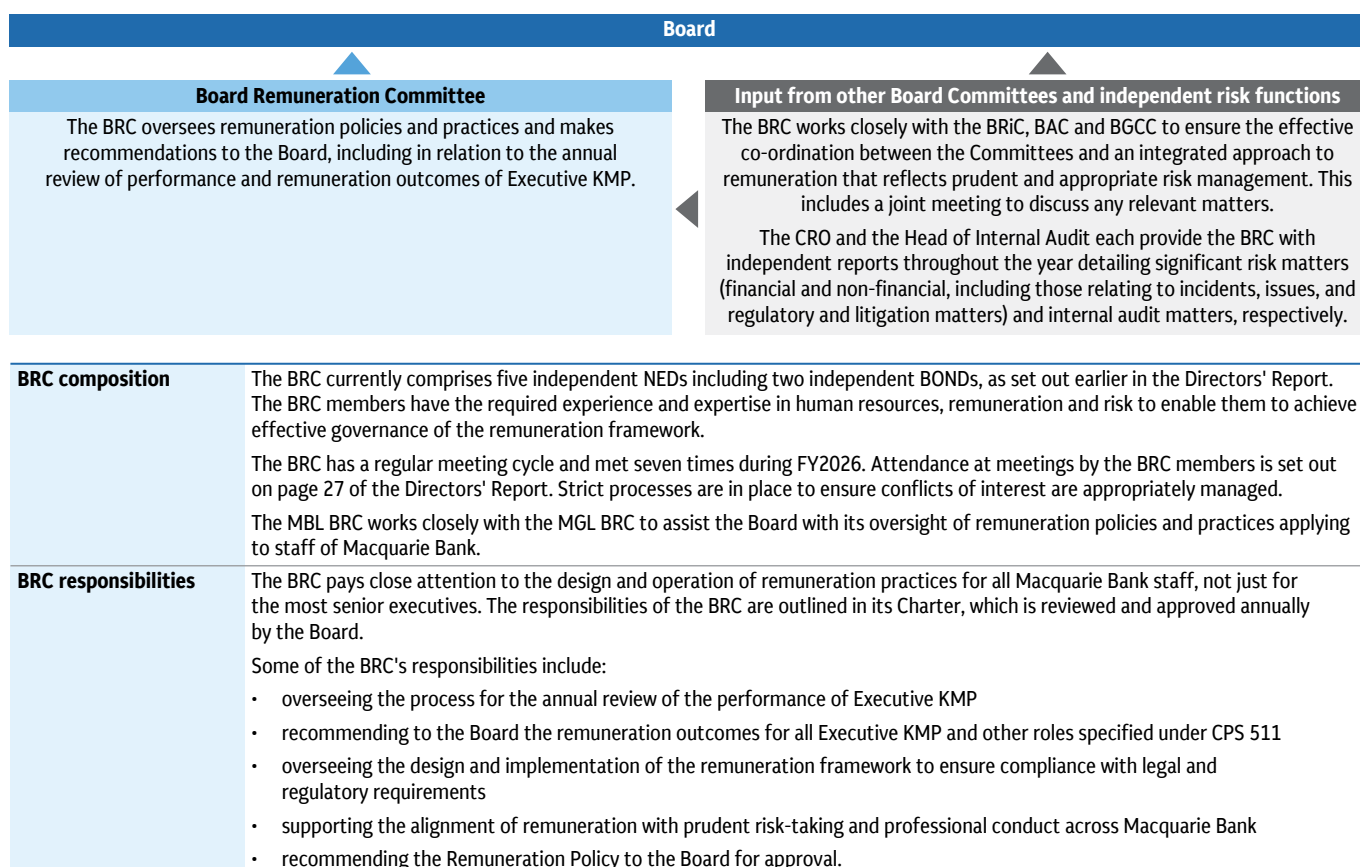 Board
Board Remuneration Committee
The BRC oversees remuneration policies and practices and makes
recommendations to the Board, including in relation to the annual
review of performance and remuneration outcomes of Executive KMP.
Input from other Board Committees and independent risk functions
The BRC works closely with the BRiC, BAC and BGCC to ensure the effective
co-ordination between the Committees and an integrated approach to
remuneration that reflects prudent and appropriate risk management. This
includes a joint meeting to discuss any relevant matters.
The CRO and the Head of Internal Audit each provide the BRC with
independent reports throughout the year detailing significant risk matters
(financial and non-financial, including those relating to incidents, issues, and
regulatory and litigation matters) and internal audit matters, respectively.
BRC composition
The BRC currently comprises five independent NEDs including two independent BONDs, as set out earlier in the Directors' Report.
The BRC members have the required experience and expertise in human resources, remuneration and risk to enable them to achieve
effective governance of the remuneration framework.
The BRC has a regular meeting cycle and met seven times during FY2026. Attendance at meetings by the BRC members is set out
on page 27 of the Directors' Report. Strict processes are in place to ensure conflicts of interest are appropriately managed.
The MBL BRC works closely with the MGL BRC to assist the Board with its oversight of remuneration policies and practices applying
to staff of Macquarie Bank.
BRC responsibilities
The BRC pays close attention to the design and operation of remuneration practices for all Macquarie Bank staff, not just for
the most senior executives. The responsibilities of the BRC are outlined in its Charter, which is reviewed and approved annually
by the Board.
Some of the BRC's responsibilities include:
• overseeing the process for the annual review of the performance of Executive KMP
• recommending to the Board the remuneration outcomes for all Executive KMP and other roles specified under CPS 511
• overseeing the design and implementation of the remuneration framework to ensure compliance with legal and
regulatory requirements
• supporting the alignment of remuneration with prudent risk-taking and professional conduct across Macquarie Bank
• recommending the Remuneration Policy to the Board for approval.